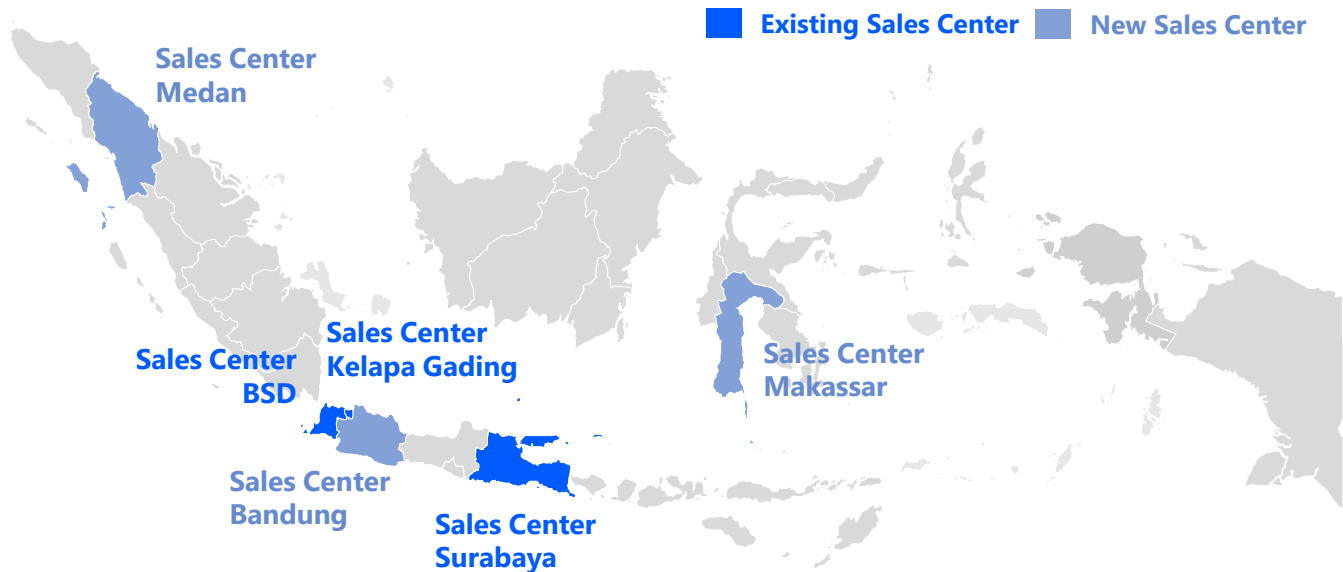 Existing Sales Center
New Sales Center
Sales Center
Medan
Sales Center
Kelapa Gading
Sales Center
BSD
Sales Center
Makassar
Sales Center
Bandung
Sales Center
Surabaya